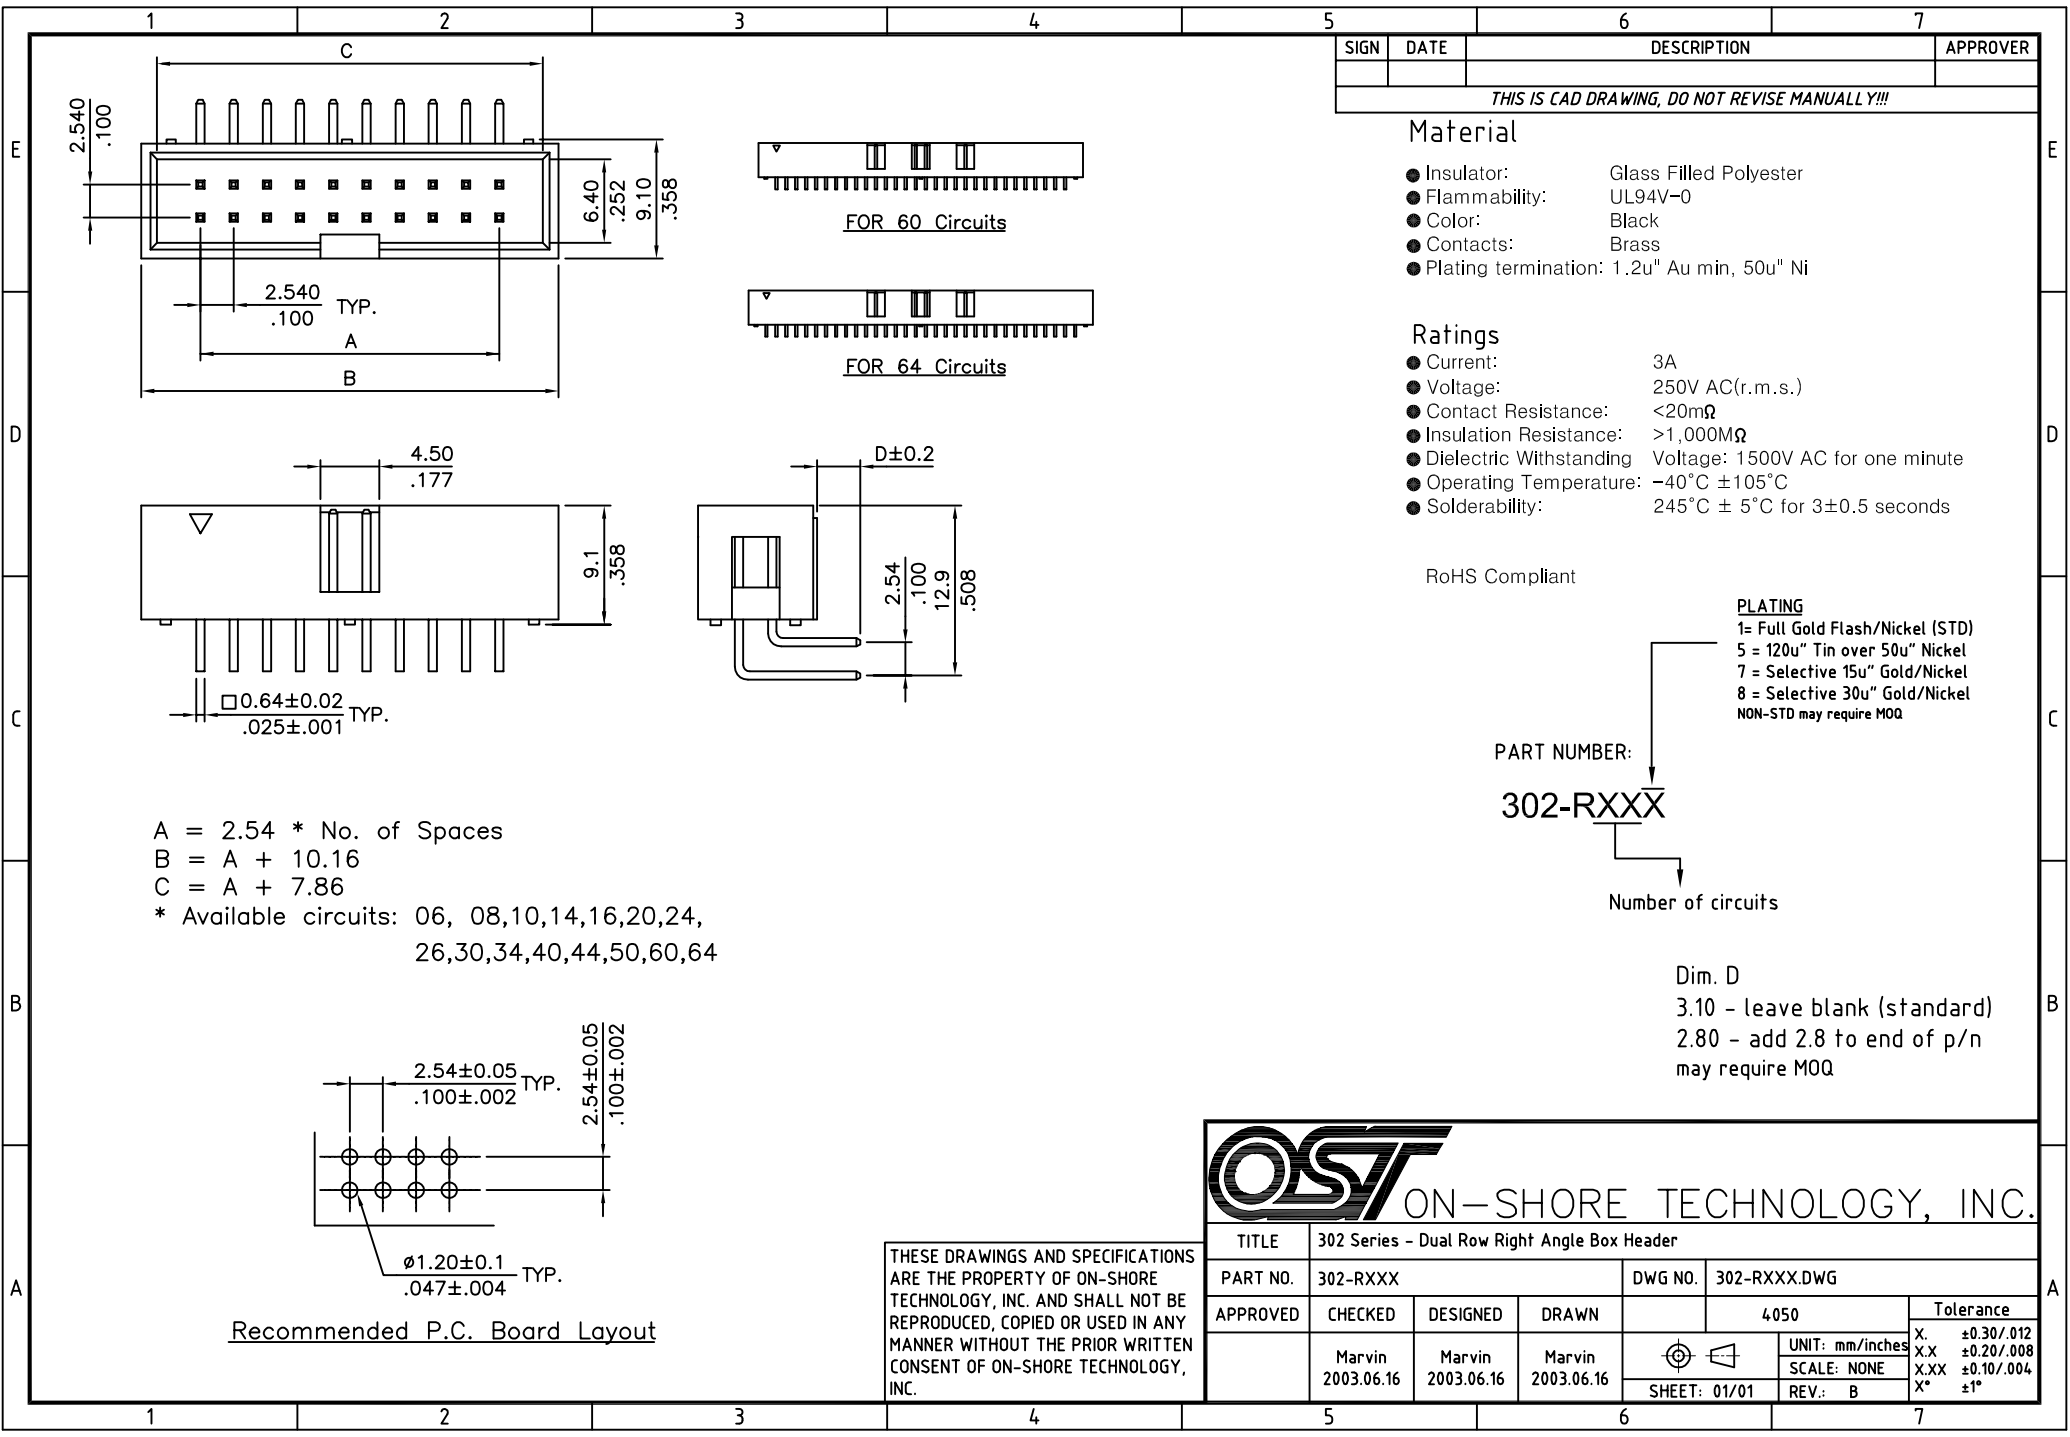 1 2 3 4 5 6 7
E
D
C
B
A
C
2.540
.100
6.40
.252
9.10
.358
2.540
.100
TYP.
A
B
FOR 60 Circuits
FOR 64 Circuits
4.50
.177
D±0.2
9.1
.358
2.54
.100
12.9
.508
□0.64±0.02
.025±.001
TYP.
A = 2.54 * No. of Spaces
B = A + 10.16
C = A + 7.86
* Available circuits: 06, 08,10,14,16,20,24,
26,30,34,40,44,50,60,64
2.54±0.05
.100±.002
TYP.
2.54±0.05
.100±.002
ø1.20±0.1
.047±.004
TYP.
Recommended P.C. Board Layout
SIGN DATE DESCRIPTION APPROVER
THIS IS CAD DRAWING, DO NOT REVISE MANUALLY!!!
Material
● Insulator: Glass Filled Polyester
● Flammability: UL94V-0
● Color: Black
● Contacts: Brass
● Plating termination: 1.2u" Au min, 50u" Ni
Ratings
● Current: 3A
● Voltage: 250V AC(r.m.s.)
● Contact Resistance: <20mΩ
● Insulation Resistance: >1,000MΩ
● Dielectric Withstanding Voltage: 1500V AC for one minute
● Operating Temperature: -40°C ±105°C
● Solderability: 245°C ± 5°C for 3±0.5 seconds
RoHS Compliant
PLATING
1= Full Gold Flash/Nickel (STD)
5 = 120u" Tin over 50u" Nickel
7 = Selective 15u" Gold/Nickel
8 = Selective 30u" Gold/Nickel
NON-STD may require MOQ
PART NUMBER:
302-RXXX
Number of circuits
Dim. D
3.10 - leave blank (standard)
2.80 - add 2.8 to end of p/n
may require MOQ
THESE DRAWINGS AND SPECIFICATIONS
ARE THE PROPERTY OF ON-SHORE
TECHNOLOGY, INC. AND SHALL NOT BE
REPRODUCED, COPIED OR USED IN ANY
MANNER WITHOUT THE PRIOR WRITTEN
CONSENT OF ON-SHORE TECHNOLOGY,
INC.
OST ON-SHORE TECHNOLOGY, INC.
TITLE 302 Series - Dual Row Right Angle Box Header
PART NO. 302-RXXX DWG NO. 302-RXXX.DWG
APPROVED CHECKED DESIGNED DRAWN 4050 Tolerance
Marvin Marvin Marvin
2003.06.16 2003.06.16 2003.06.16
UNIT: mm/inches
SCALE: NONE
SHEET: 01/01 REV.: B
X. ±0.30/.012
X.X ±0.20/.008
X.XX ±0.10/.004
X° ±1°
E
D
C
B
A
1 2 3 4 5 6 7